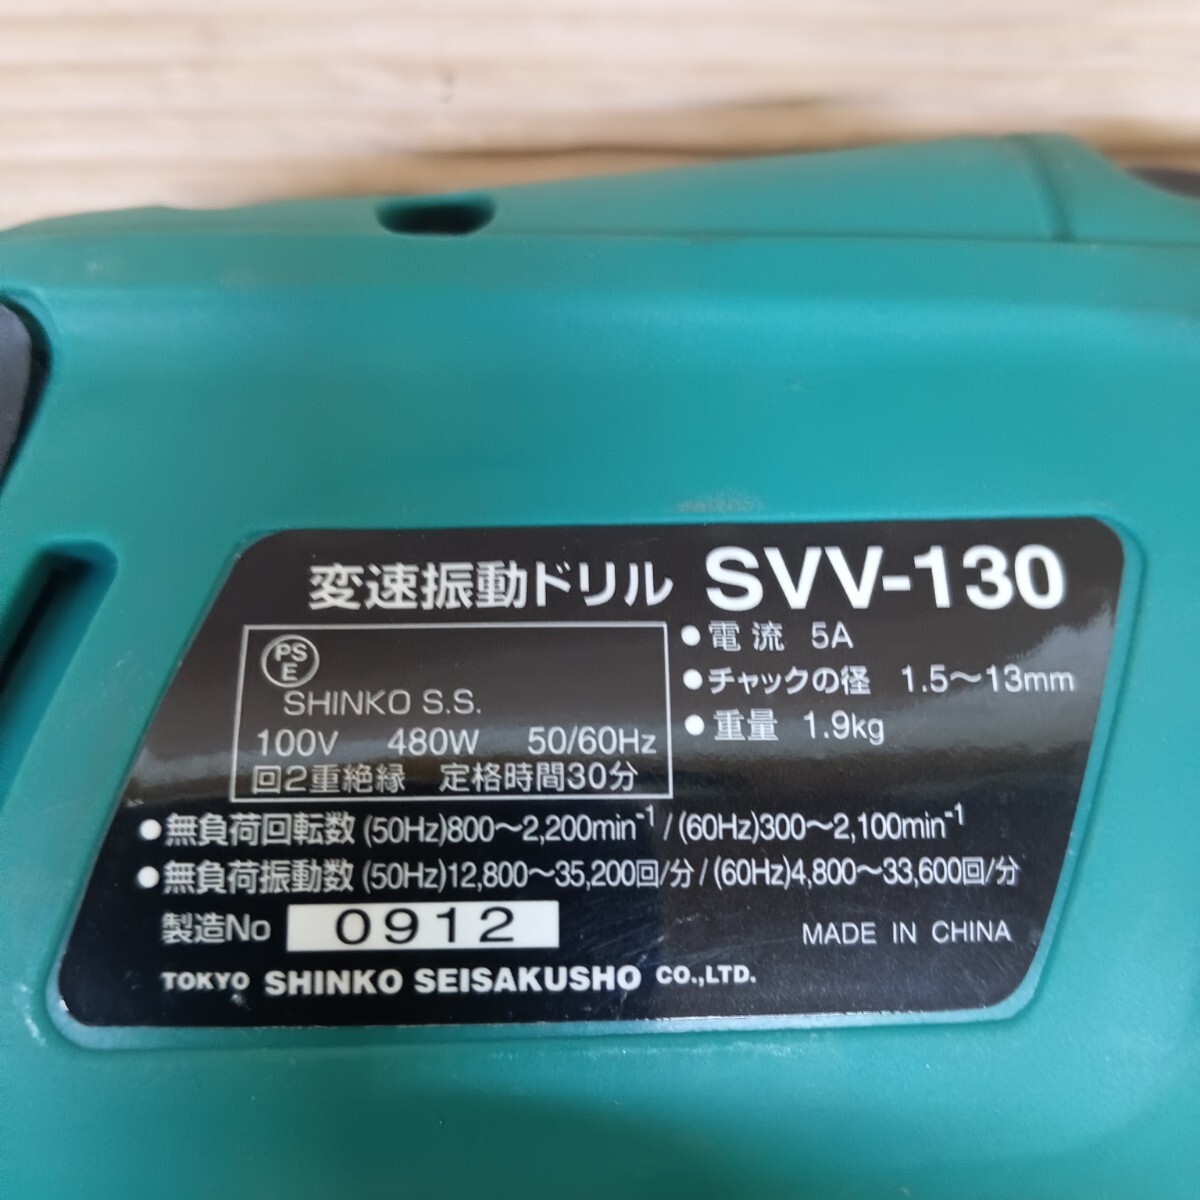 変速振動ドリル SVV-130
PS
E
SHINKO S.S.
100V 480W 50/60Hz
回2重絶縁 定格時間30分
●電流 5A
●チャックの径 1.5〜13mm
●重量 1.9kg
●無負荷回転数 (50Hz)800〜2,200min⁻¹ / (60Hz)300〜2,100min⁻¹
●無負荷振動数 (50Hz)12,800〜35,200回/分 / (60Hz)4,800〜33,600回/分
製造No 0912
MADE IN CHINA
TOKYO SHINKO SEISAKUSHO CO.,LTD.